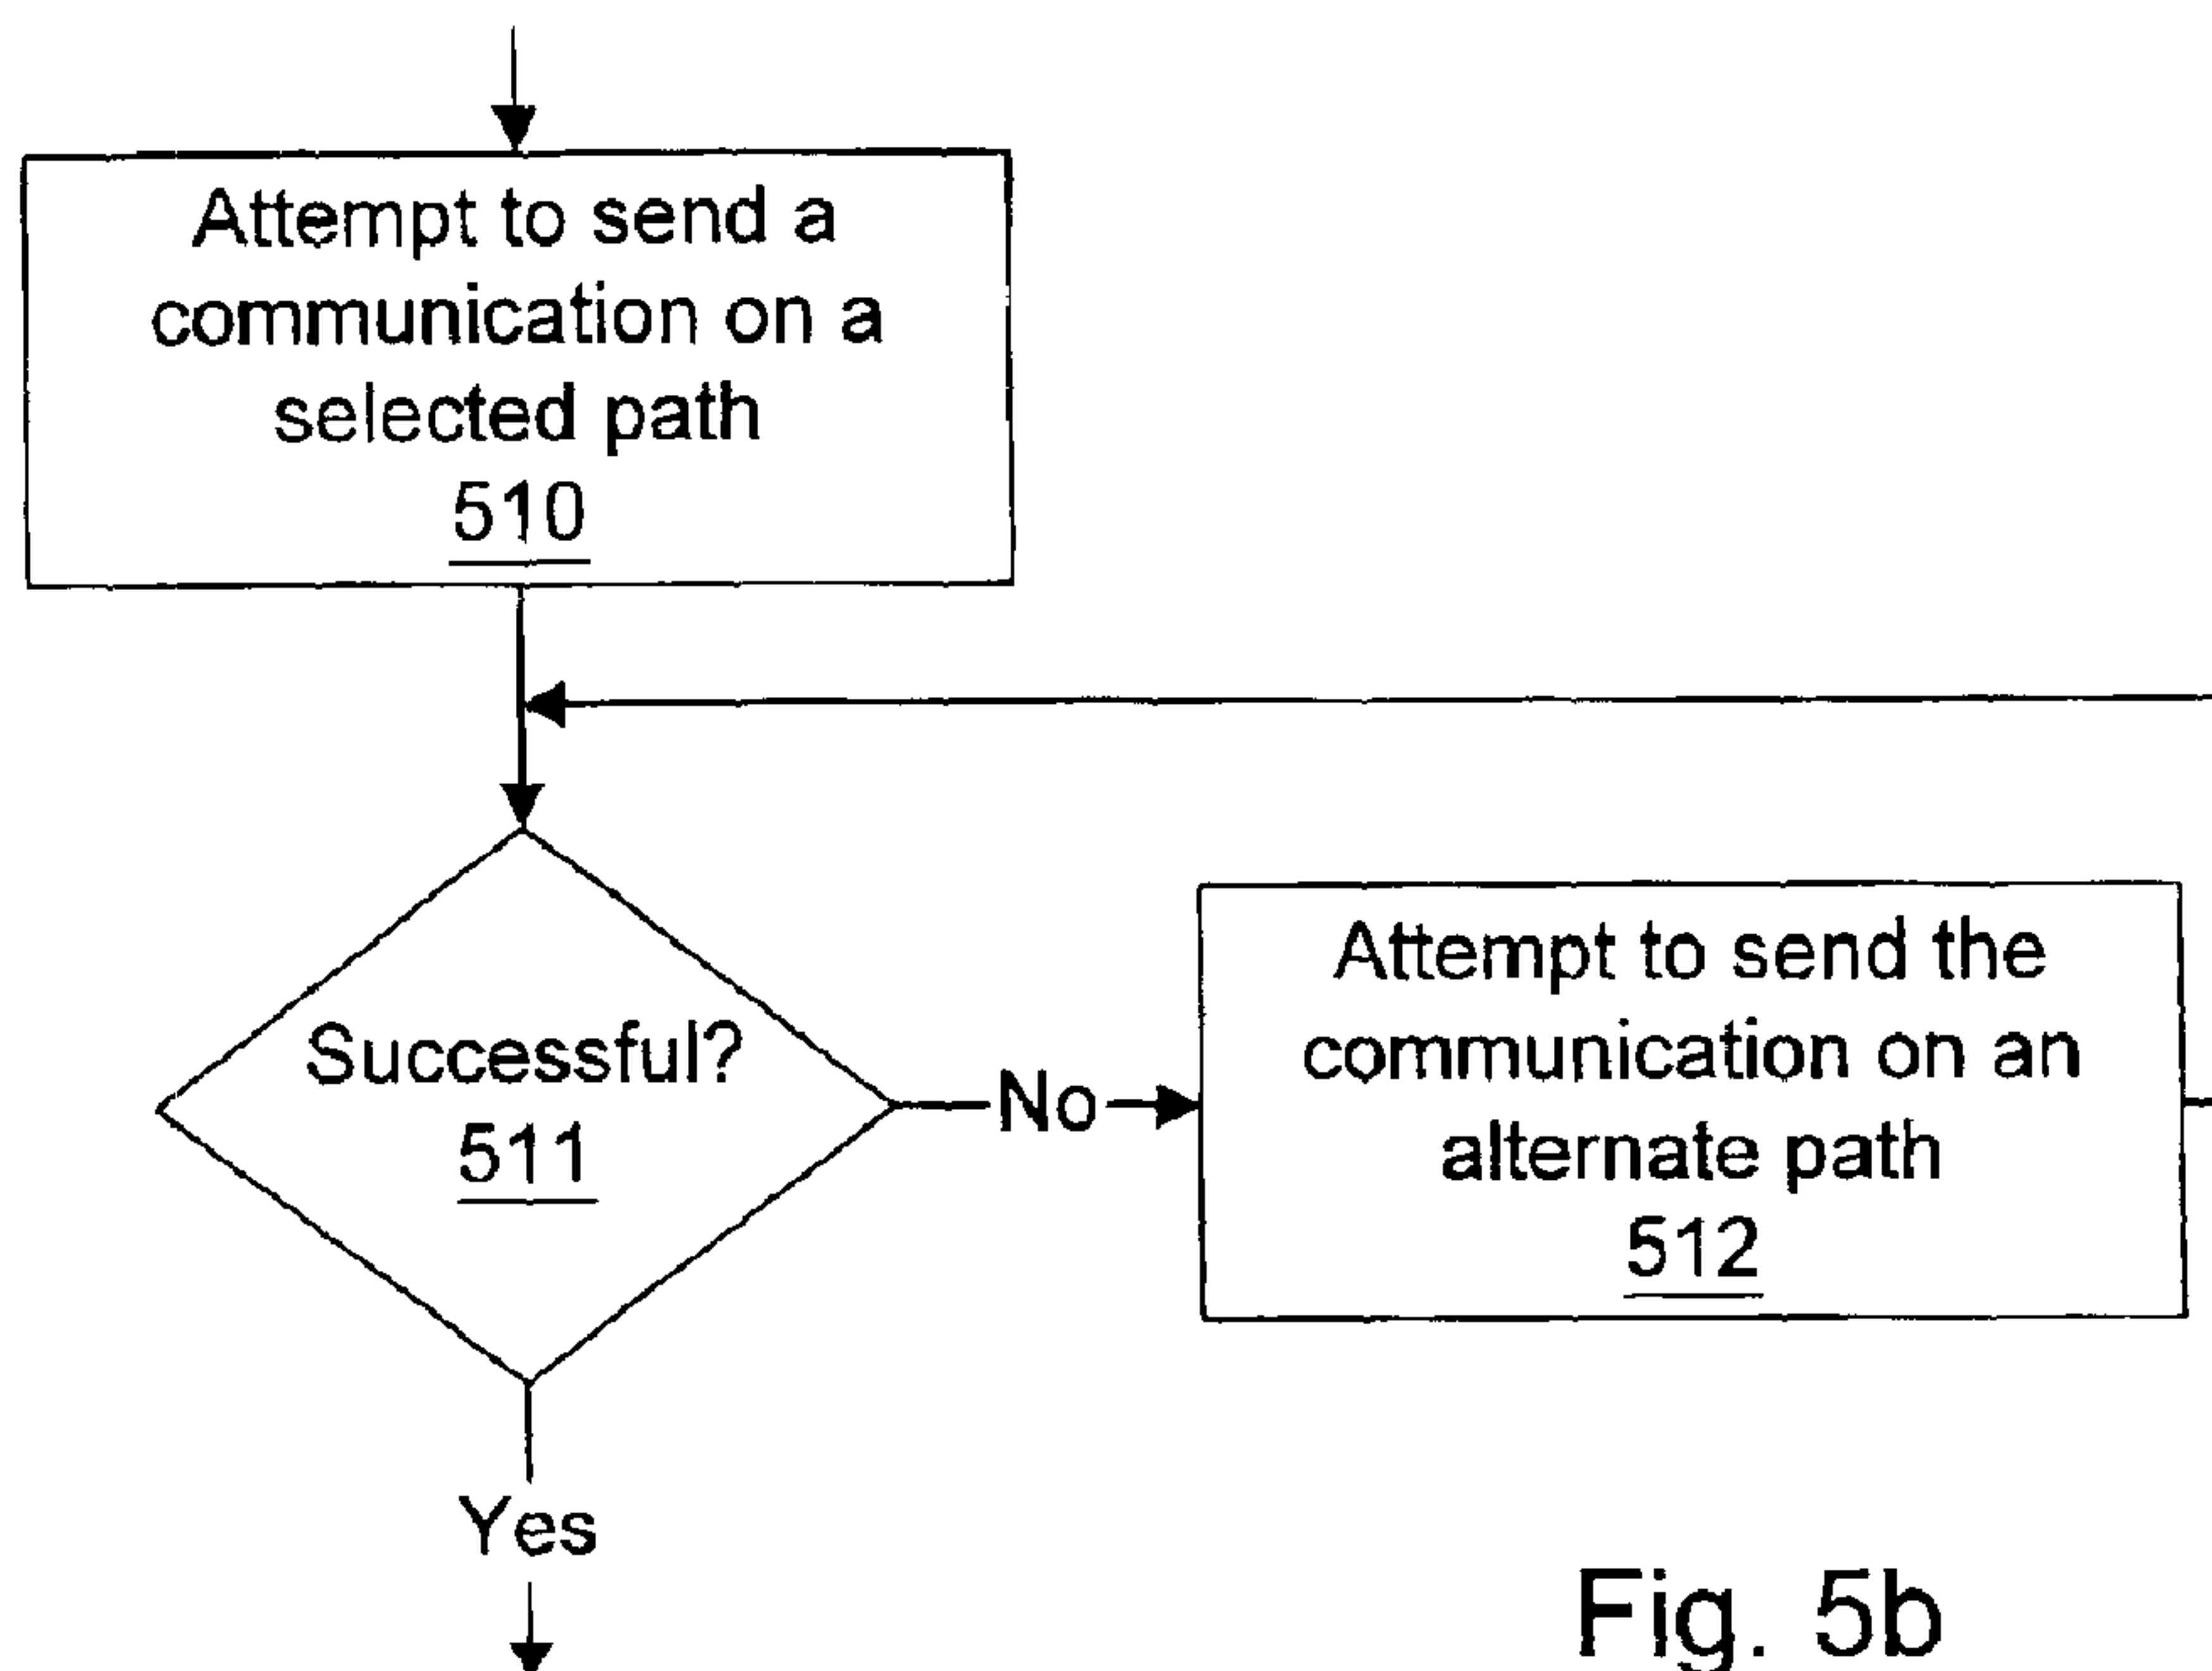 Attempt to send a
communication on a
selected path
510
Successful?
511
No
Attempt to send the
communication on an
alternate path
512
Yes
Fig. 5b